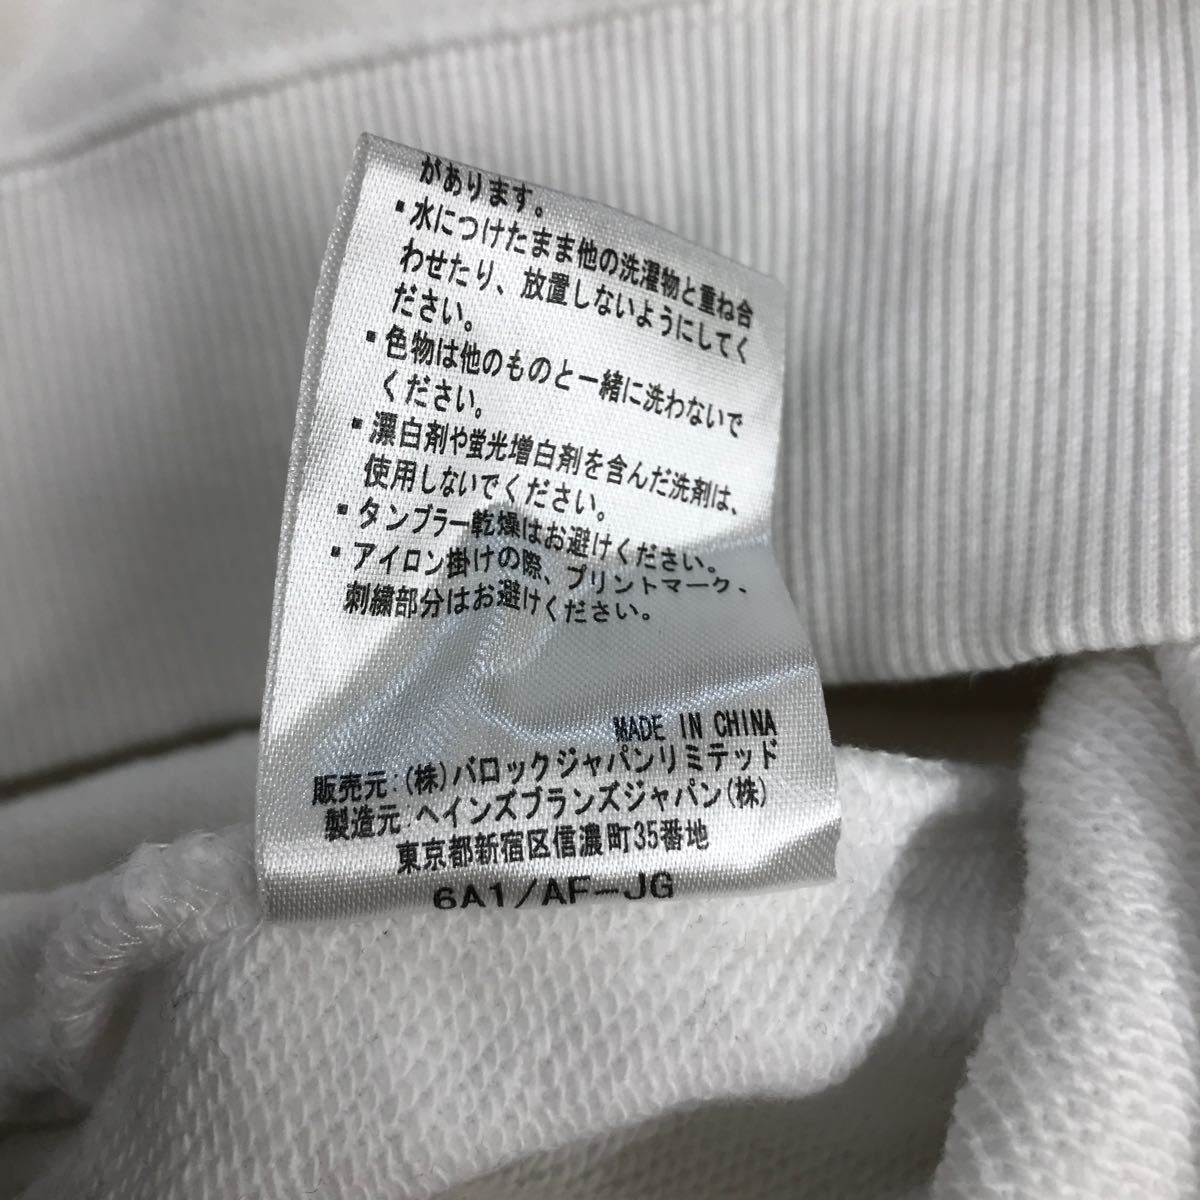 があります。
▪水につけたまま他の洗濯物と重ね合
わせたり、放置しないようにしてく
ださい。
▪色物は他のものと一緒に洗わないで
ください。
▪漂白剤や蛍光増白剤を含んだ洗剤は、
使用しないでください。
▪タンブラー乾燥はお避けください。
▪アイロン掛けの際、プリントマーク、
刺繍部分はお避けください。
MADE IN CHINA
販売元:(株)バロックジャパンリミテッド
製造元:ヘインズブランズジャパン(株)
東京都新宿区信濃町35番地
6A1/AF-JG